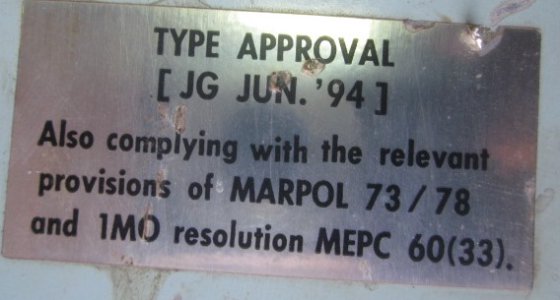 TYPE APPROVAL
[ JG JUN. '94 ]
Also complying with the relevant
provisions of MARPOL 73 / 78
and 1MO resolution MEPC 60(33).